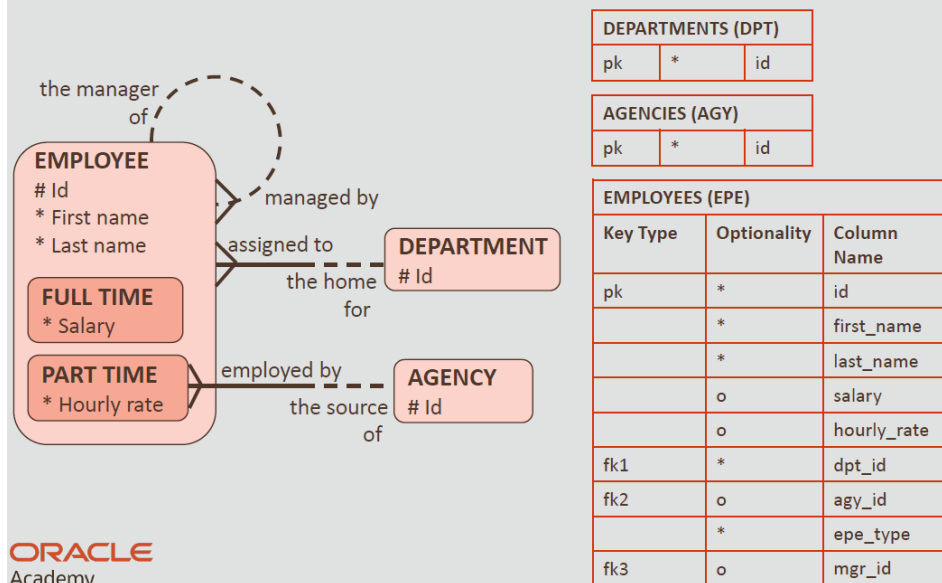 the manager
of
EMPLOYEE
# Id
* First name
* Last name
managed by
assigned to
the home
for
DEPARTMENT
# Id
FULL TIME
* Salary
PART TIME
* Hourly rate
employed by
the source
of
AGENCY
# Id
ORACLE
Academy
DEPARTMENTS (DPT)
pk * id
AGENCIES (AGY)
pk * id
EMPLOYEES (EPE)
Key Type Optionality Column
Name
pk * id
* first_name
* last_name
o salary
o hourly_rate
fk1 * dpt_id
fk2 o agy_id
* epe_type
fk3 o mgr_id